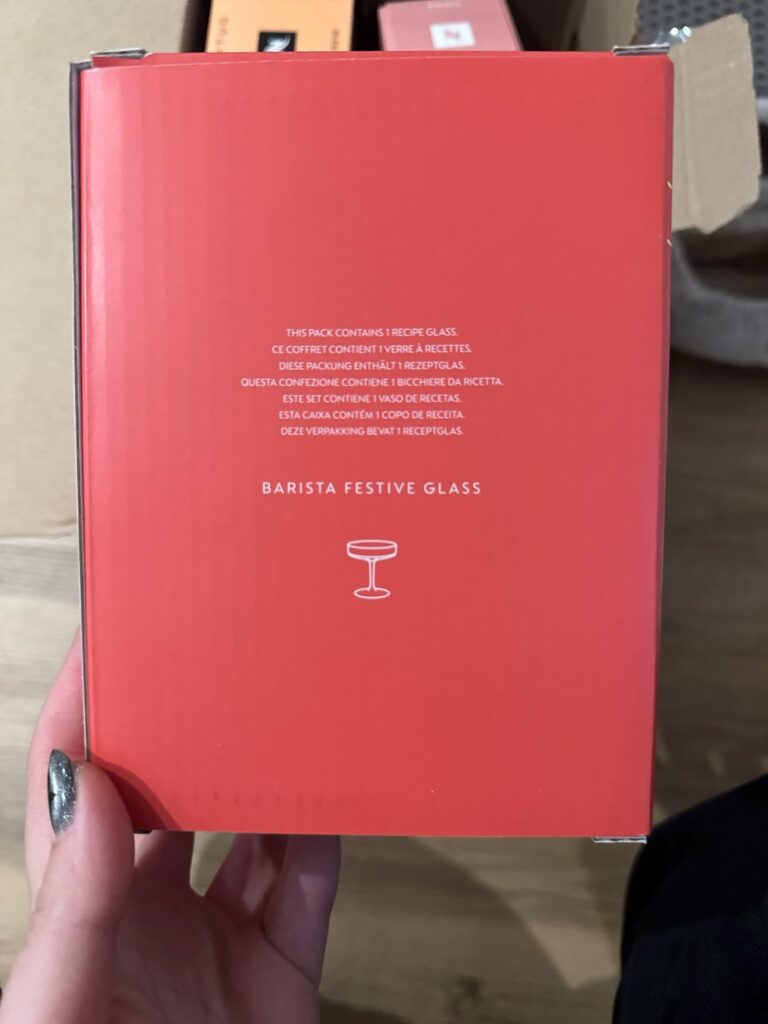 THIS PACK CONTAINS 1 RECIPE GLASS.
CE COFFRET CONTIENT 1 VERRE À RECETTES.
DIESE PACKUNG ENTHÄLT 1 REZEPTGLAS.
QUESTA CONFEZIONE CONTIENE 1 BICCHIERE DA RICETTA.
ESTE SET CONTIENE 1 VASO DE RECETAS.
ESTA CAIXA CONTÉM 1 COPO DE RECEITA.
DEZE VERPAKKING BEVAT 1 RECEPTGLAS.
BARISTA FESTIVE GLASS